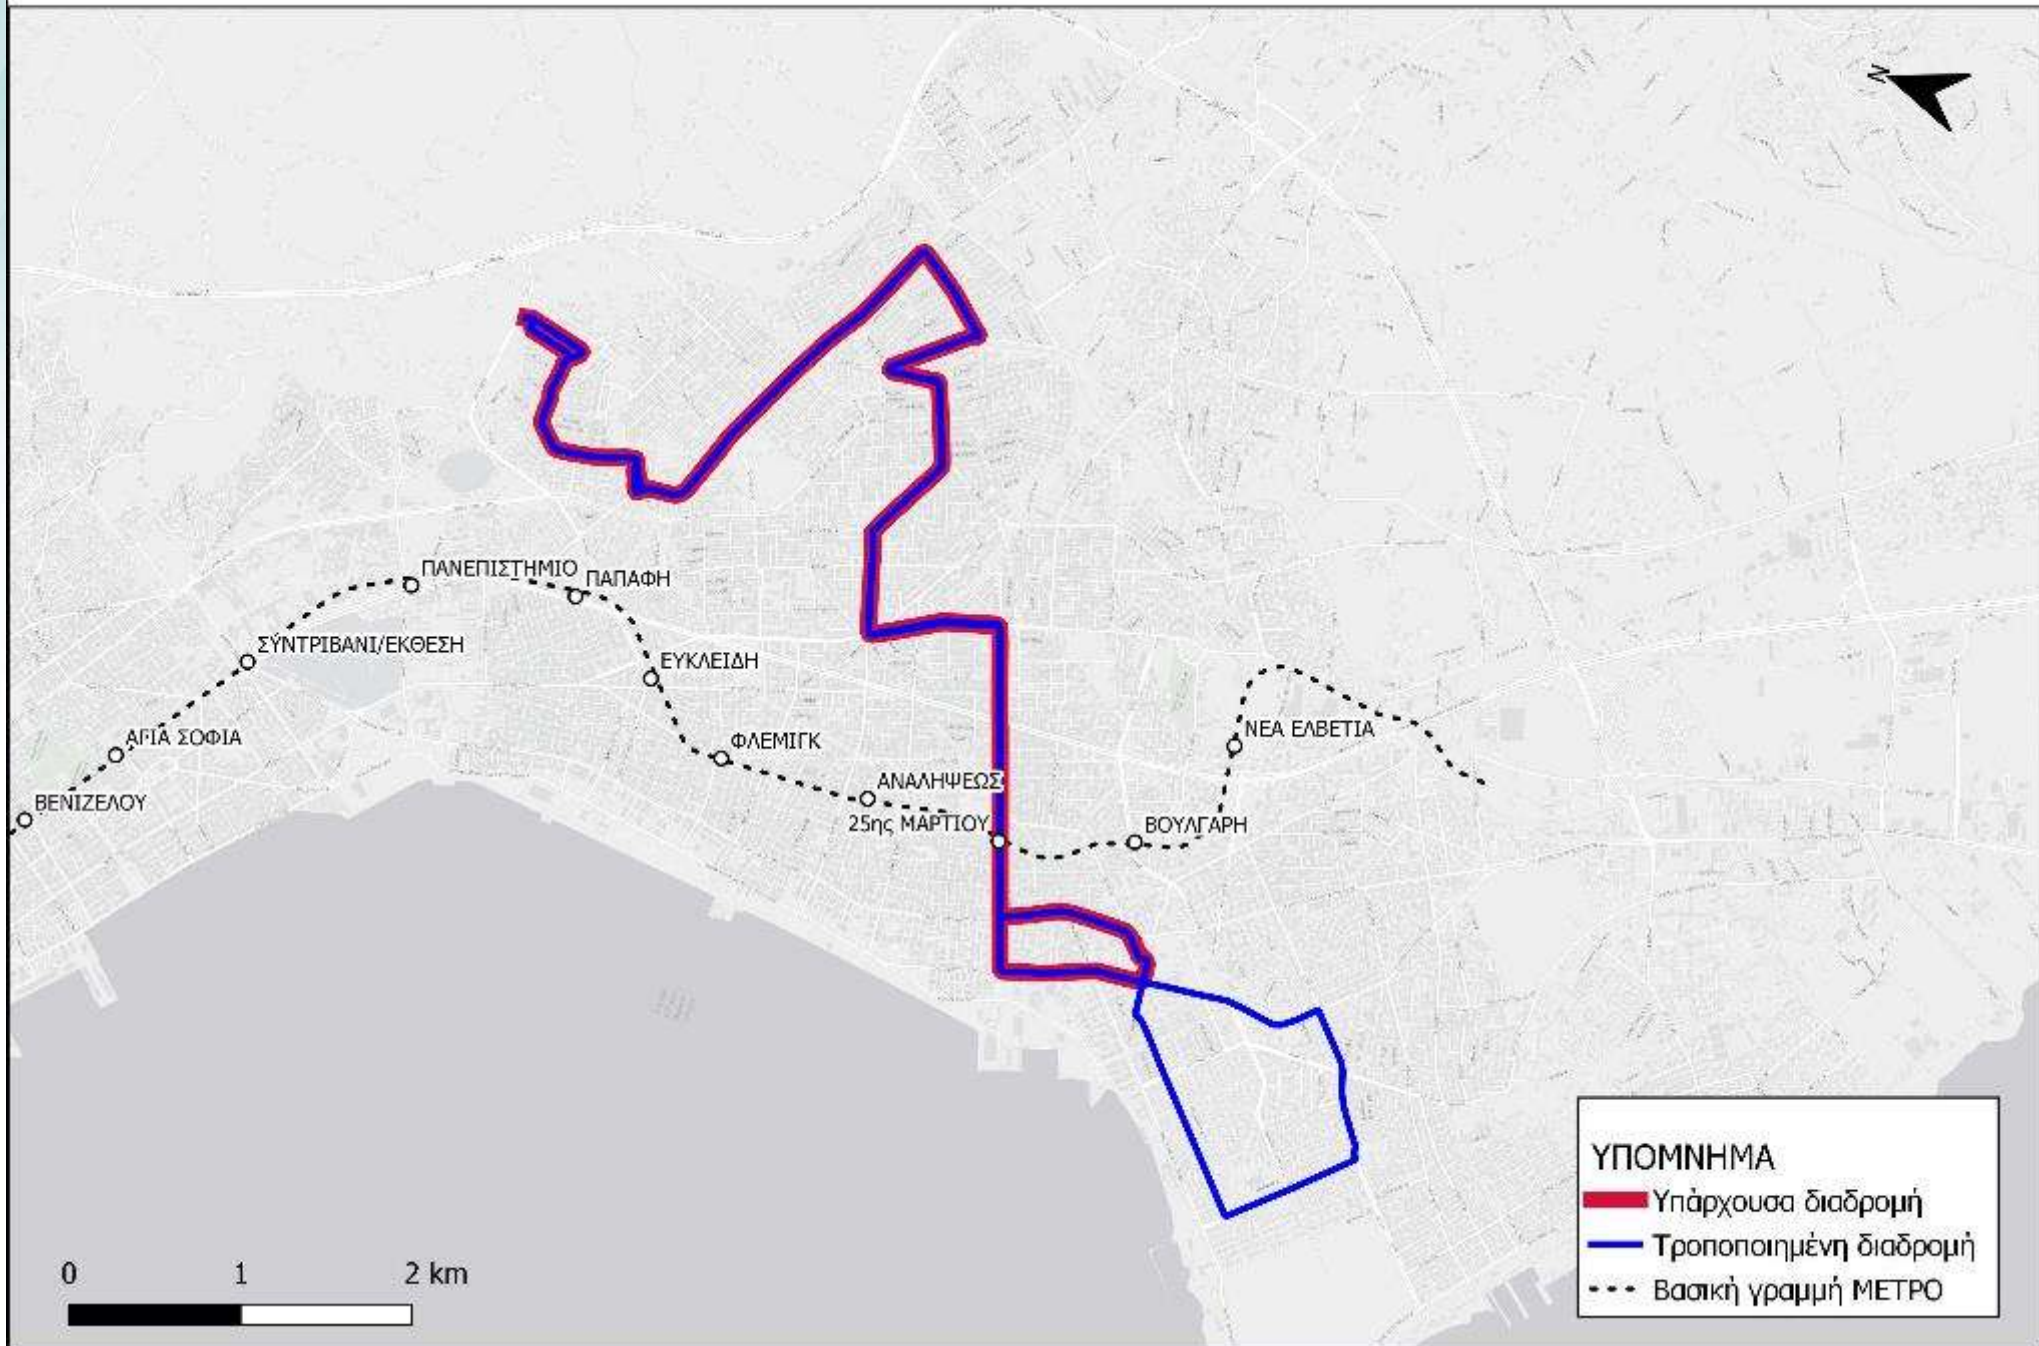 N
ΠΑΝΕΠΙΣΤΗΜΙΟ
ΠΑΠΑΦΗ
ΣΥΝΤΡΙΒΑΝΙ/ΕΚΘΕΣΗ
ΕΥΚΛΕΙΔΗ
ΑΓΙΑ ΣΟΦΙΑ
ΦΛΕΜΙΓΚ
ΝΕΑ ΕΛΒΕΤΙΑ
ΒΕΝΙΖΕΛΟΥ
ΑΝΑΛΗΨΕΩΣ
25ης ΜΑΡΤΙΟΥ
ΒΟΥΛΓΑΡΗ
ΥΠΟΜΝΗΜΑ
Υπάρχουσα διαδρομή
Τροποποιημένη διαδρομή
Βασική γραμμή ΜΕΤΡΟ
0 1 2 km